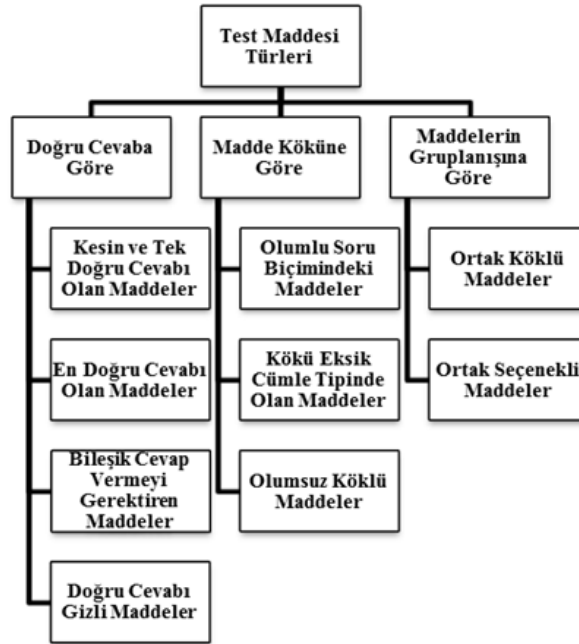 Test Maddesi
Türleri
Doğru Cevaba
Göre
Kesin ve Tek
Doğru Cevabı
Olan Maddeler
En Doğru Cevabı
Olan Maddeler
Bileşik Cevap
Vermeyi
Gerektiren
Maddeler
Doğru Cevabı
Gizli Maddeler
Madde Köküne
Göre
Olumlu Soru
Biçimindeki
Maddeler
Kökü Eksik
Cümle Tipinde
Olan Maddeler
Olumsuz Köklü
Maddeler
Maddelerin
Gruplanışına
Göre
Ortak Köklü
Maddeler
Ortak Seçenekli
Maddeler